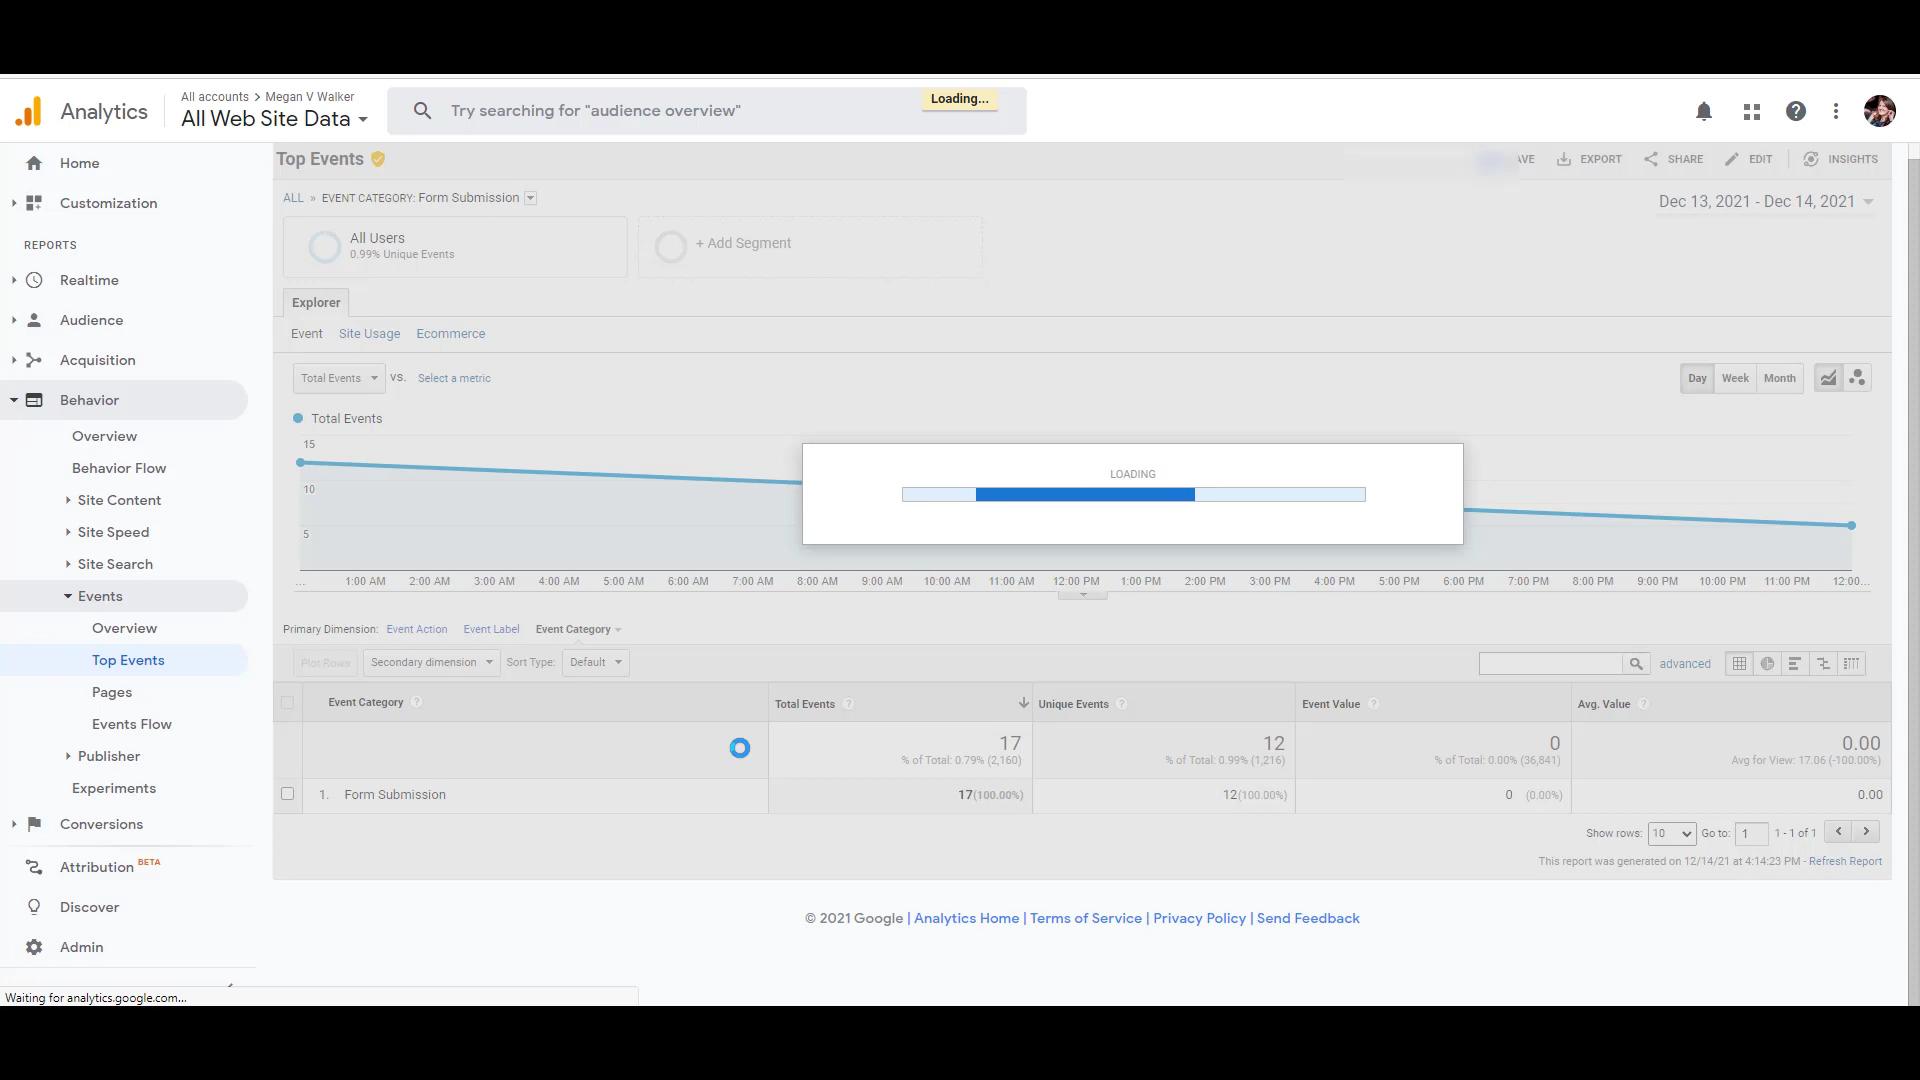 Analytics
All accounts > Megan V Walker
All Web Site Data
Try searching for "audience overview"
Loading...
Home
Customization
REPORTS
Realtime
Audience
Acquisition
Behavior
Overview
Behavior Flow
Site Content
Site Speed
Site Search
Events
Overview
Top Events
Pages
Events Flow
Publisher
Experiments
Conversions
Attribution BETA
Discover
Admin
Waiting for analytics.google.com...
Top Events
AVE
EXPORT
SHARE
EDIT
INSIGHTS
ALL » EVENT CATEGORY: Form Submission
Dec 13, 2021 - Dec 14, 2021
All Users
0.99% Unique Events
+ Add Segment
Explorer
Event Site Usage Ecommerce
Total Events VS. Select a metric
Day Week Month
Total Events
15
10
5
LOADING
... 1:00 AM 2:00 AM 3:00 AM 4:00 AM 5:00 AM 6:00 AM 7:00 AM 8:00 AM 9:00 AM 10:00 AM 11:00 AM 12:00 PM 1:00 PM 2:00 PM 3:00 PM 4:00 PM 5:00 PM 6:00 PM 7:00 PM 8:00 PM 9:00 PM 10:00 PM 11:00 PM 12:00...
Primary Dimension: Event Action Event Label Event Category
Plot Rows Secondary dimension Sort Type: Default
advanced
Event Category ? Total Events ? Unique Events ? Event Value ? Avg. Value ?
17 12 0 0.00
% of Total: 0.79% (2,160) % of Total: 0.99% (1,216) % of Total: 0.00% (36,841) Avg for View: 17.06 (-100.00%)
1. Form Submission 17(100.00%) 12(100.00%) 0 (0.00%) 0.00
Show rows: 10 Go to: 1 1 - 1 of 1
This report was generated on 12/14/21 at 4:14:23 PM - Refresh Report
© 2021 Google | Analytics Home | Terms of Service | Privacy Policy | Send Feedback